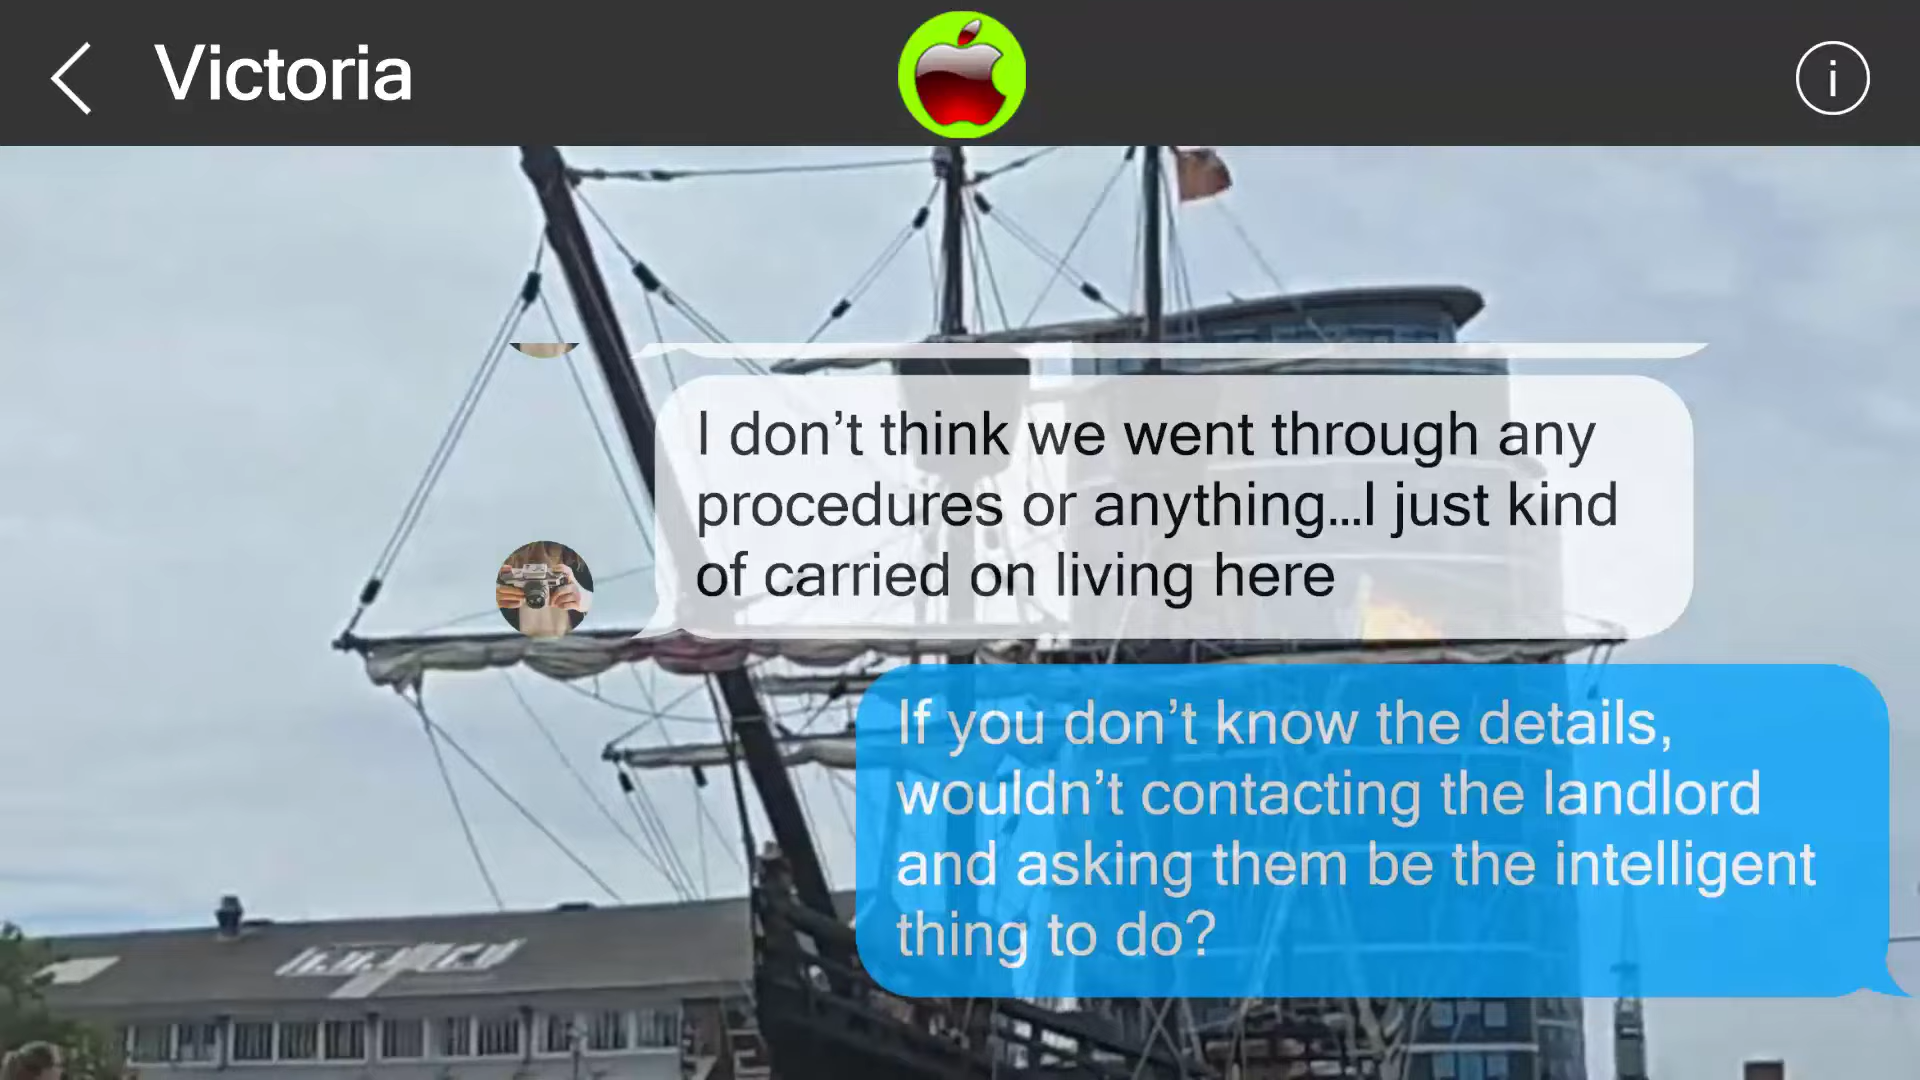 Victoria
i
I don’t think we went through any
procedures or anything...I just kind
of carried on living here
If you don’t know the details,
wouldn’t contacting the landlord
and asking them be the intelligent
thing to do?